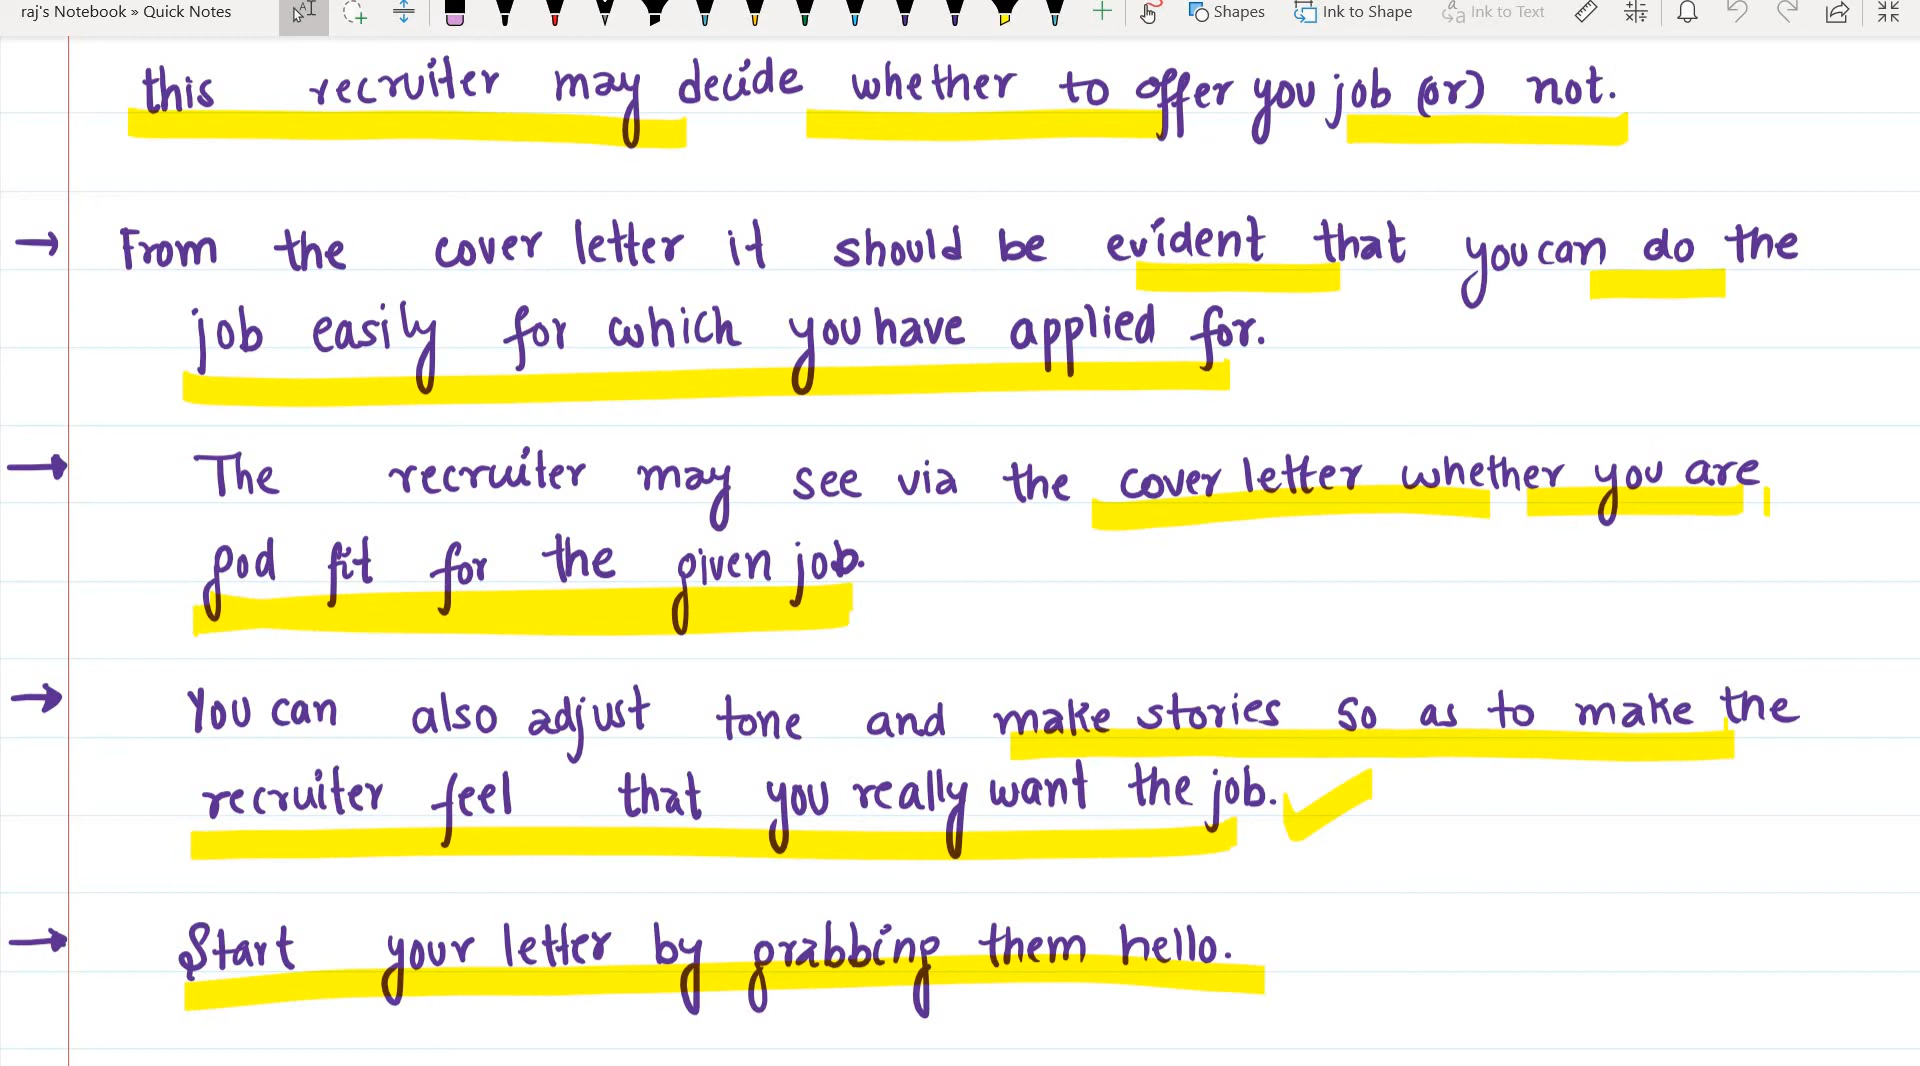 raj's Notebook » Quick Notes Shapes Ink to Shape Ink to Text
this recruiter may decide whether to offer you job (or) not.
→ From the cover letter it should be evident that you can do the
job easily for which you have applied for.
→ The recruiter may see via the cover letter whether you are
god fit for the given job.
→ You can also adjust tone and make stories so as to make the
recruiter feel that you really want the job.
→ Start your letter by grabbing them hello.